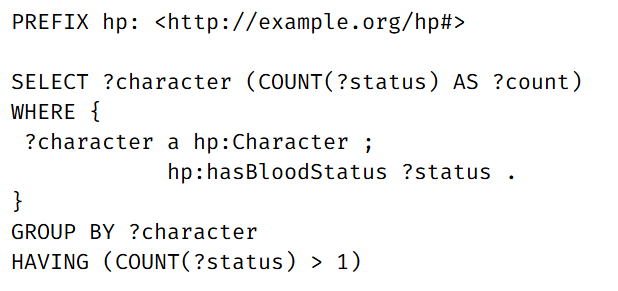 PREFIX hp: <http://example.org/hp#>

SELECT ?character (COUNT(?status) AS ?count)
WHERE {
 ?character a hp:Character ;
            hp:hasBloodStatus ?status .
}
GROUP BY ?character
HAVING (COUNT(?status) > 1)